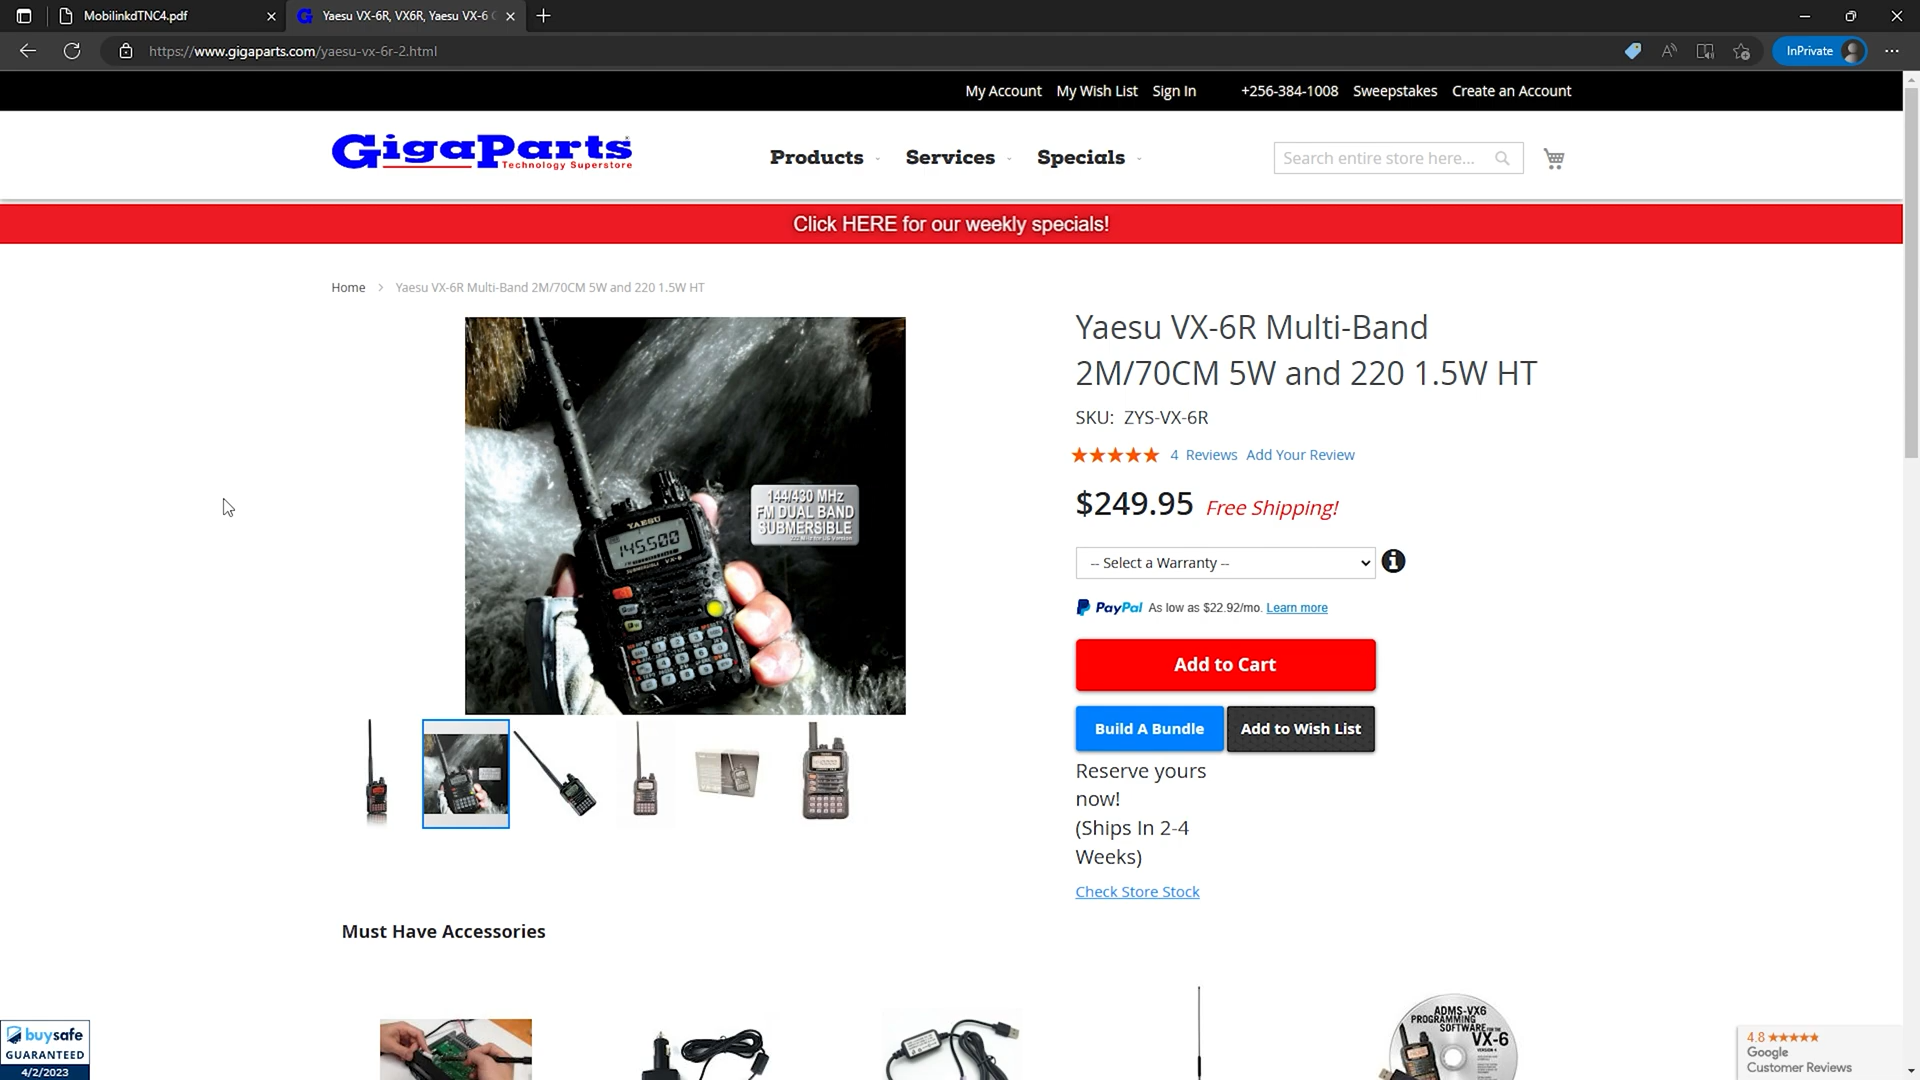 MobilinkdTNC4.pdf
Yaesu VX-6R, VX6R, Yaesu VX-6
https://www.gigaparts.com/yaesu-vx-6r-2.html
InPrivate
My Account My Wish List Sign In +256-384-1008 Sweepstakes Create an Account
GigaParts
Technology Superstore
Products Services Specials
Search entire store here...
Click HERE for our weekly specials!
Home > Yaesu VX-6R Multi-Band 2M/70CM 5W and 220 1.5W HT
Yaesu VX-6R Multi-Band
2M/70CM 5W and 220 1.5W HT
SKU: ZYS-VX-6R
4 Reviews Add Your Review
$249.95 Free Shipping!
-- Select a Warranty --
PayPal As low as $22.92/mo. Learn more
Add to Cart
Build A Bundle
Add to Wish List
Reserve yours
now!
(Ships In 2-4
Weeks)
Check Store Stock
144/430 MHz
FM DUAL BAND
SUBMERSIBLE
YAESU
145.500
Must Have Accessories
ADMS-VX6
PROGRAMMING
SOFTWARE FOR THE
VX-6
buysafe
GUARANTEED
4/2/2023
4.8
Google
Customer Reviews